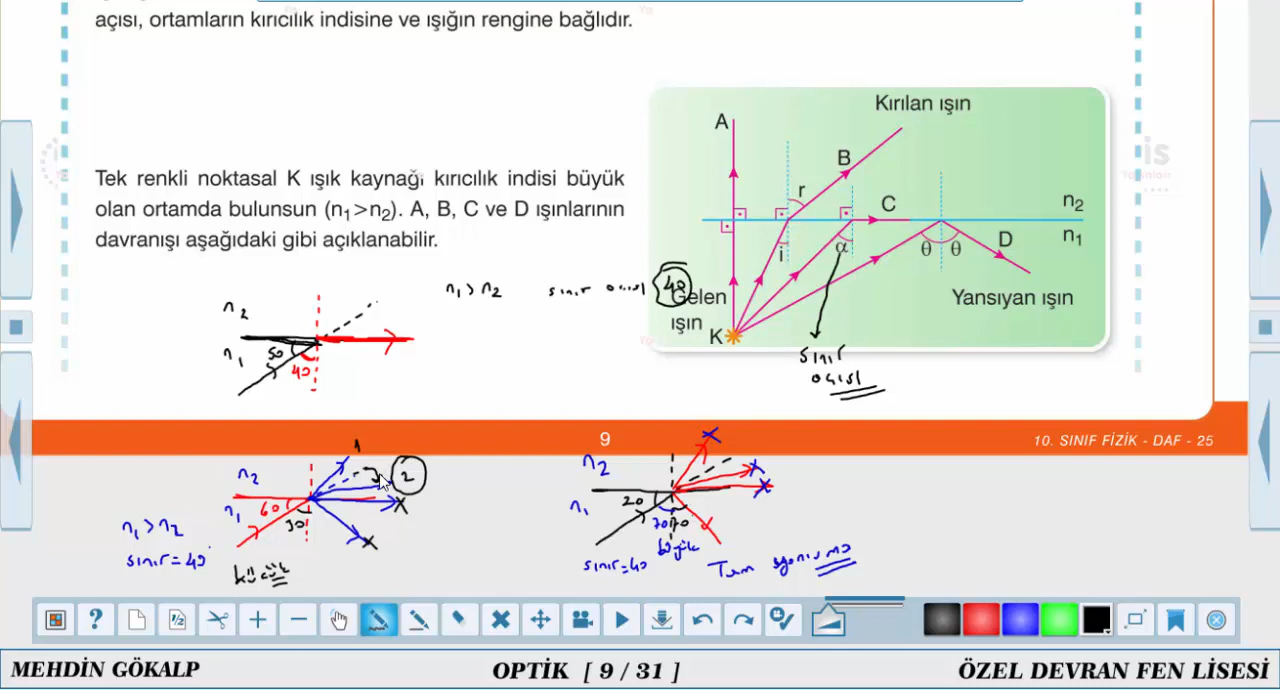 açısı, ortamların kırıcılık indisine ve ışığın rengine bağlıdır.
Tek renkli noktasal K ışık kaynağı kırıcılık indisi büyük
olan ortamda bulunsun (n₁>n₂). A, B, C ve D ışınlarının
davranışı aşağıdaki gibi açıklanabilir.
Kırılan ışın
A
B
r
C
n₂
n₁
i
α
θ
θ
D
Gelen
ışın
K
Yansıyan ışın
n₁ > n₂ sınır açısı 40
sınır
açısı
n₂
n₁
50
40
9
10. SINIF FİZİK - DAF - 25
n₂
n₁
1
2
60
30
n₁ > n₂
sınır = 40
küçük
n₂
n₁
20
70
70
sınır = 40
büyük
Tam yansıma
MEHDİN GÖKALP
OPTİK [ 9 / 31 ]
ÖZEL DEVRAN FEN LİSESİ